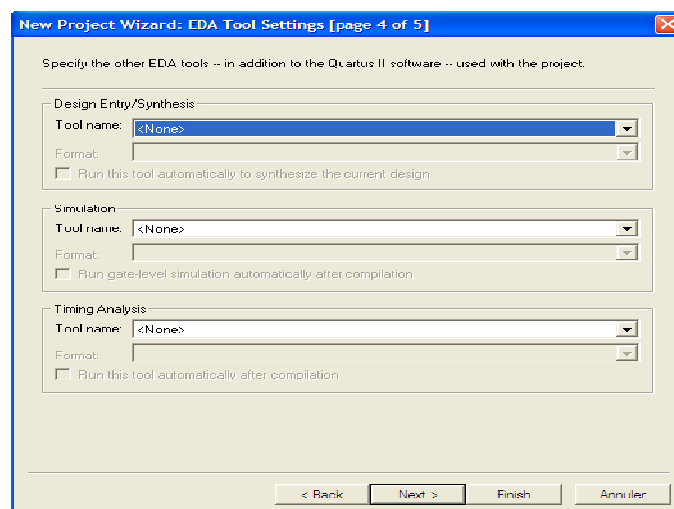 New Project Wizard: EDA Tool Settings [page 4 of 5]
Specify the other EDA tools -- in addition to the Quartus II software -- used with the project.
Design Entry/Synthesis
Tool name: <None>
Format:
Run this tool automatically to synthesize the current design
Simulation
Tool name: <None>
Format:
Run gate-level simulation automatically after compilation
Timing Analysis
Tool name: <None>
Format:
Run this tool automatically after compilation
< Back Next > Finish Annuler